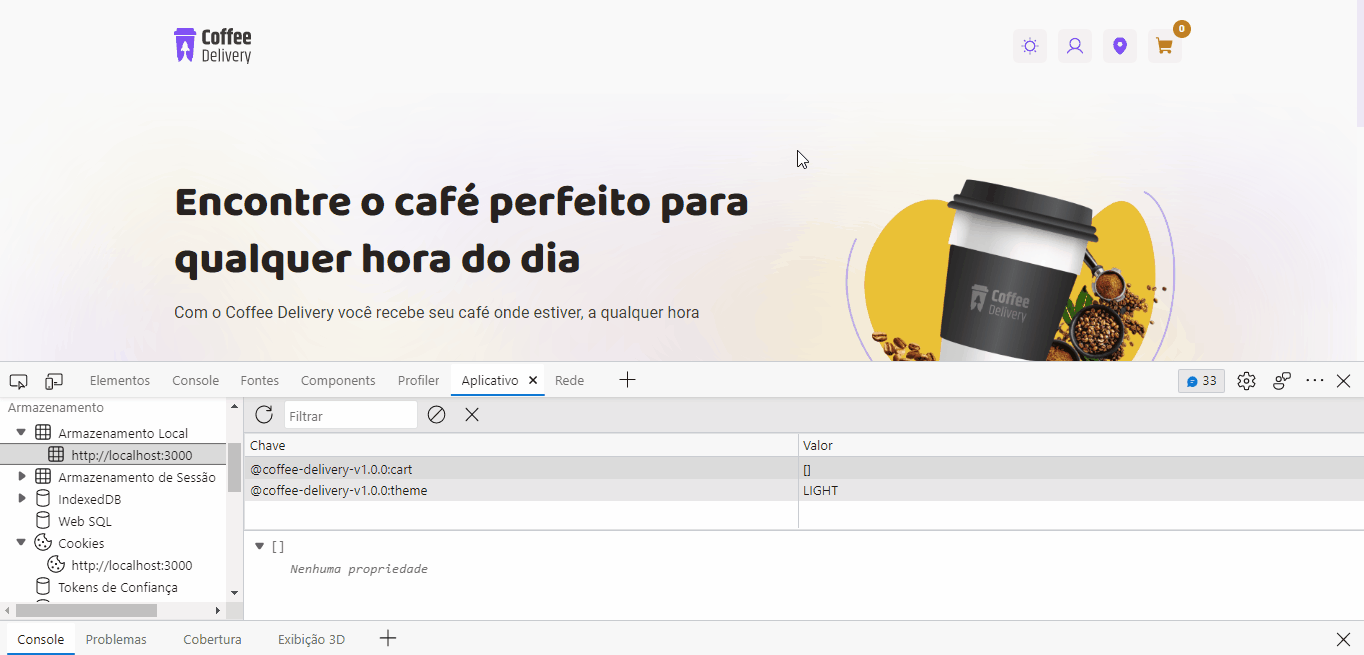 Coffee
Delivery
0
Encontre o café perfeito para
qualquer hora do dia
Com o Coffee Delivery você recebe seu café onde estiver, a qualquer hora
Coffee
Delivery
Elementos Console Fontes Components Profiler Aplicativo Rede 33
Armazenamento
Filtrar
Armazenamento Local
http://localhost:3000
Armazenamento de Sessão
IndexedDB
Web SQL
Cookies
http://localhost:3000
Tokens de Confiança
Chave Valor
@coffee-delivery-v1.0.0:cart []
@coffee-delivery-v1.0.0:theme LIGHT
[]
Nenhuma propriedade
Console Problemas Cobertura Exibição 3D